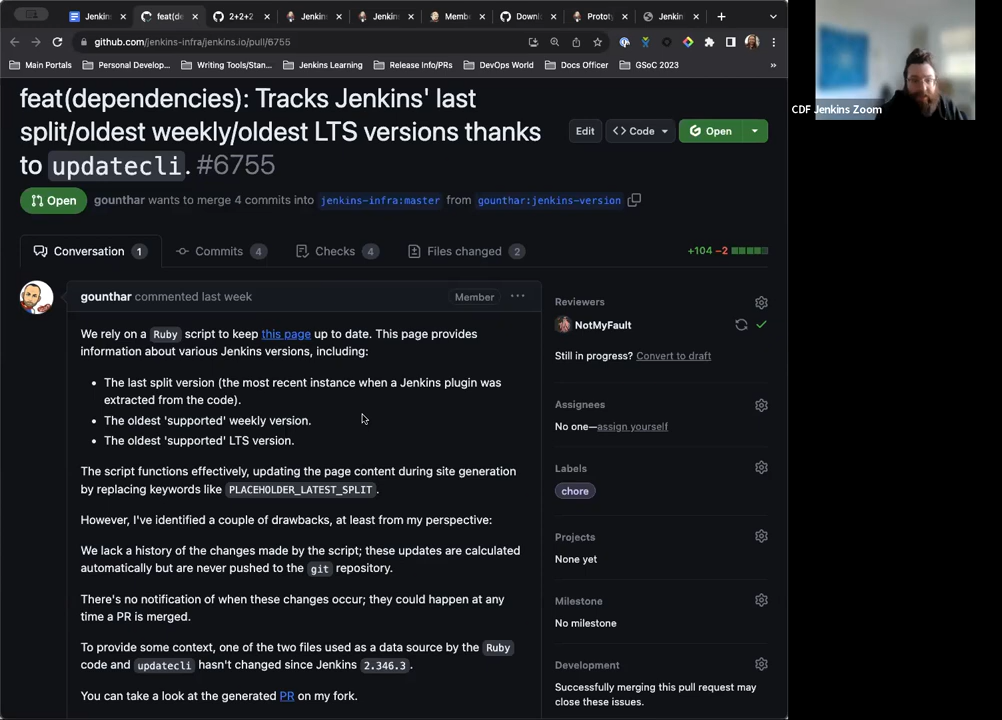 Jenkins
feat(de
2+2=2
Jenkins
Jenkins
Membe
Downl
Prototy
Jenkin
github.com/jenkins-infra/jenkins.io/pull/6755
Main Portals
Personal Develop...
Writing Tools/Stan...
Jenkins Learning
Release Info/PRs
DevOps World
Docs Officer
GSoC 2023
feat(dependencies): Tracks Jenkins' last
split/oldest weekly/oldest LTS versions thanks
to updatecli. #6755
Edit
<> Code
Open
Open
gounthar wants to merge 4 commits into jenkins-infra:master from gounthar:jenkins-version
Conversation 1
Commits 4
Checks 4
Files changed 2
+104 −2
gounthar commented last week
Member
We rely on a Ruby script to keep this page up to date. This page provides
information about various Jenkins versions, including:
• The last split version (the most recent instance when a Jenkins plugin was
extracted from the code).
• The oldest 'supported' weekly version.
• The oldest 'supported' LTS version.
The script functions effectively, updating the page content during site generation
by replacing keywords like PLACEHOLDER_LATEST_SPLIT.
However, I've identified a couple of drawbacks, at least from my perspective:
We lack a history of the changes made by the script; these updates are calculated
automatically but are never pushed to the git repository.
There's no notification of when these changes occur; they could happen at any
time a PR is merged.
To provide some context, one of the two files used as a data source by the Ruby
code and updatecli hasn't changed since Jenkins 2.346.3.
You can take a look at the generated PR on my fork.
Reviewers
NotMyFault
Still in progress? Convert to draft
Assignees
No one—assign yourself
Labels
chore
Projects
None yet
Milestone
No milestone
Development
Successfully merging this pull request may
close these issues.
CDF Jenkins Zoom